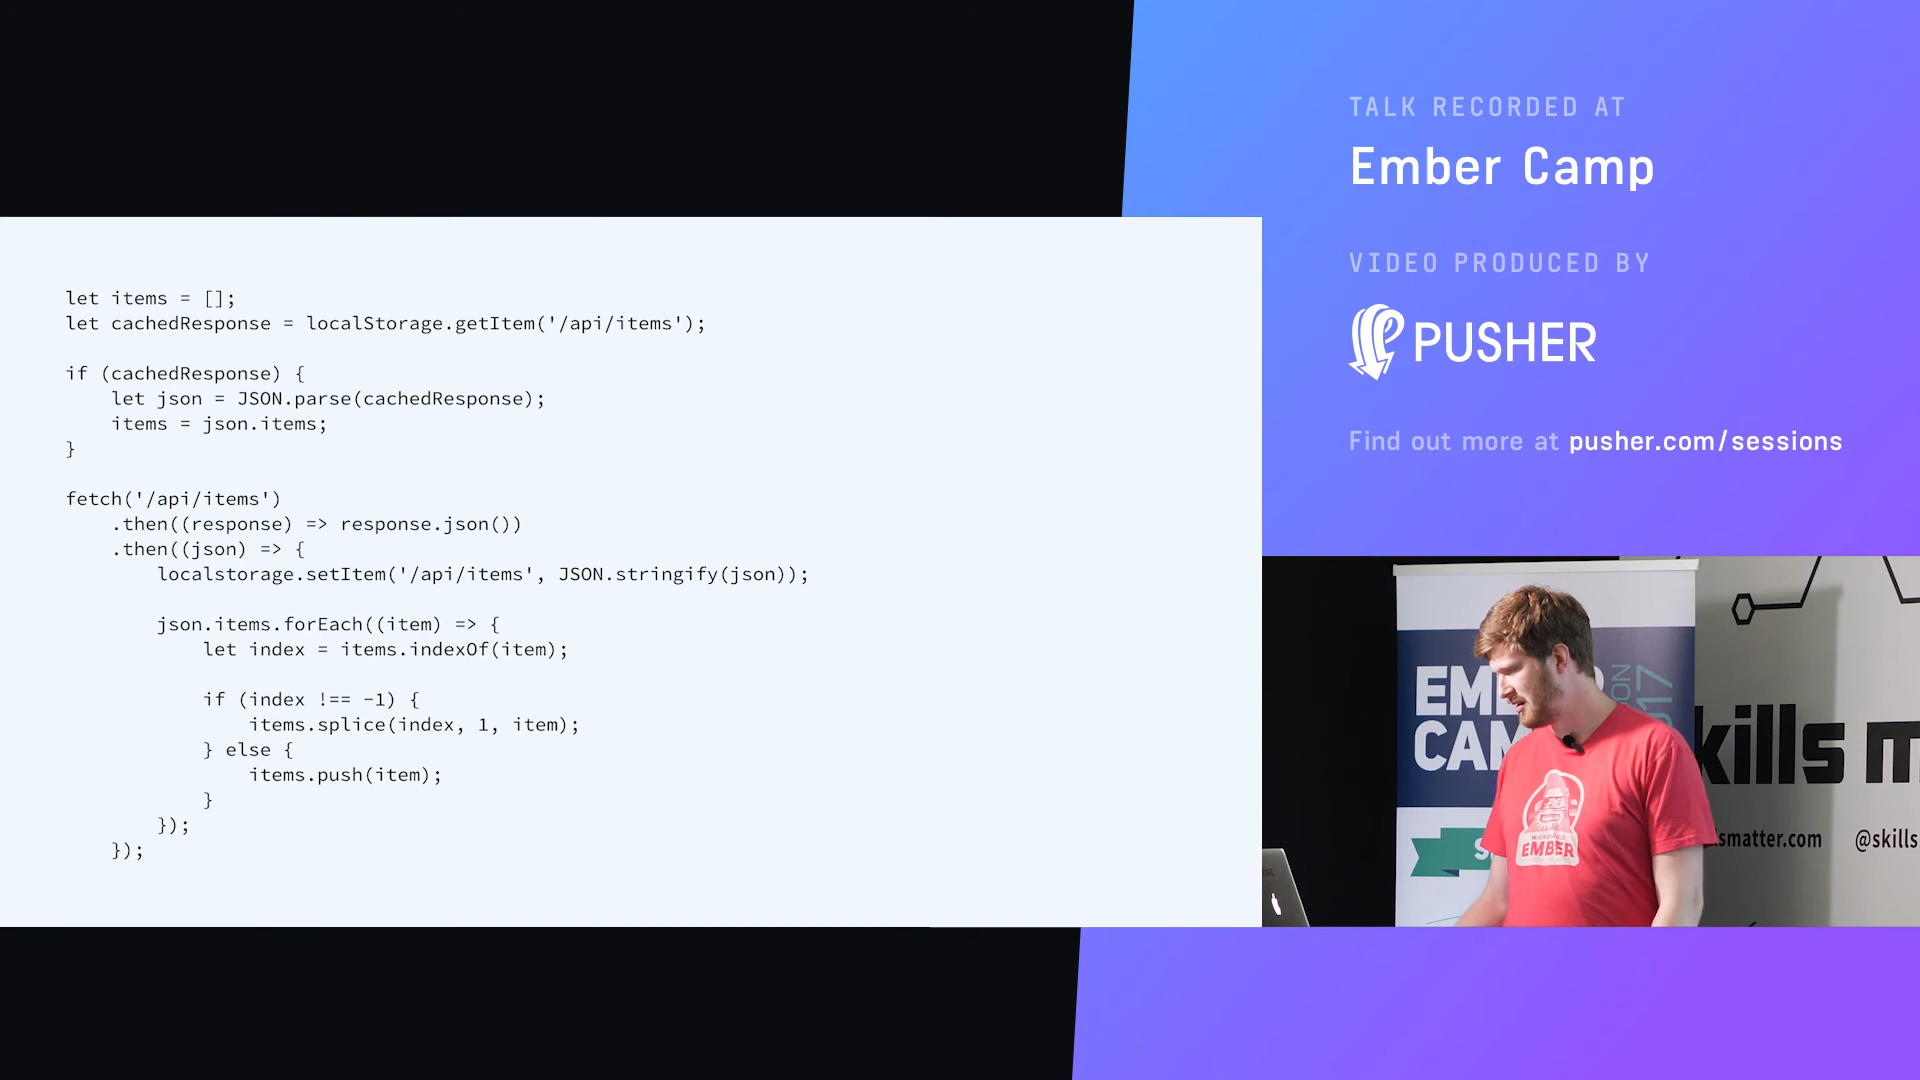 let items = [];
let cachedResponse = localStorage.getItem('/api/items');
if (cachedResponse) {
let json = JSON.parse(cachedResponse);
items = json.items;
}
fetch('/api/items')
.then((response) => response.json())
.then((json) => {
localstorage.setItem('/api/items', JSON.stringify(json));
json.items.forEach((item) => {
let index = items.indexOf(item);
if (index !== -1) {
items.splice(index, 1, item);
} else {
items.push(item);
}
});
});
TALK RECORDED AT
Ember Camp
VIDEO PRODUCED BY
PUSHER
Find out more at pusher.com/sessions
EMBER